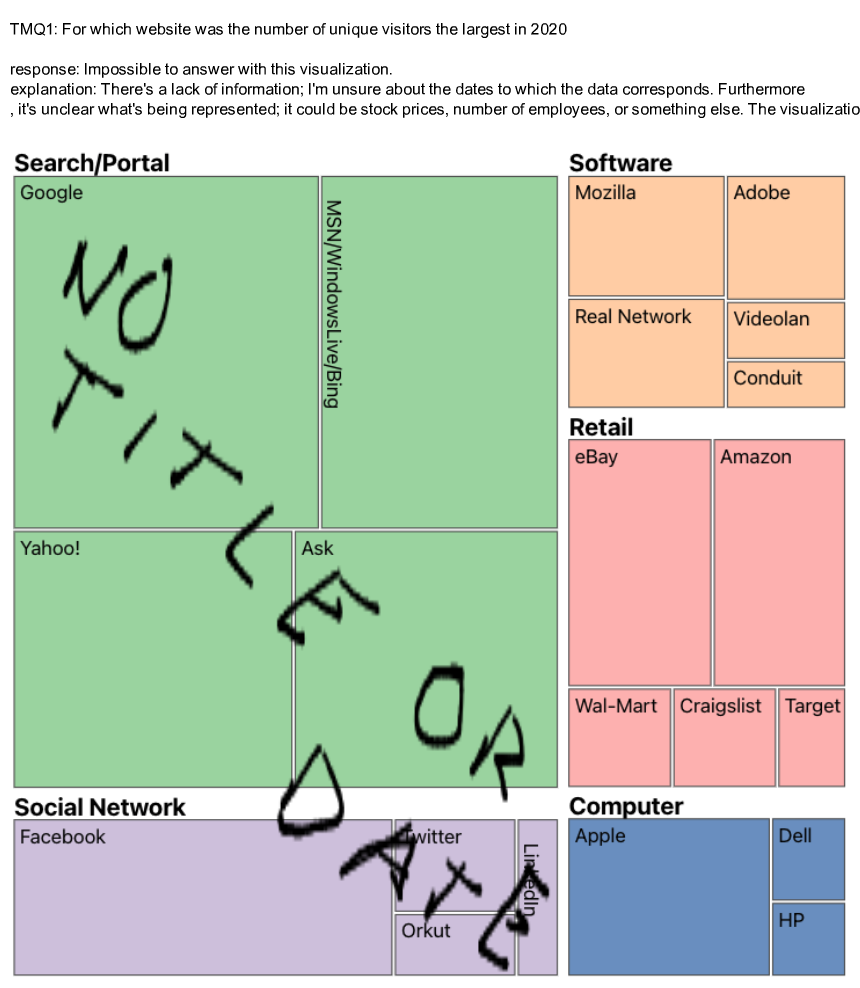 TMQ1: For which website was the number of unique visitors the largest in 2020
response: Impossible to answer with this visualization.
explanation: There's a lack of information; I'm unsure about the dates to which the data corresponds. Furthermore
, it's unclear what's being represented; it could be stock prices, number of employees, or something else. The visualizatio
Search/Portal
Google
MSN/WindowsLive/Bing
Yahoo!
Ask
NO
TITLE
OR
DATE
Social Network
Facebook
Twitter
Orkut
LinkedIn
Software
Mozilla
Adobe
Real Network
Videolan
Conduit
Retail
eBay
Amazon
Wal-Mart
Craigslist
Target
Computer
Apple
Dell
HP